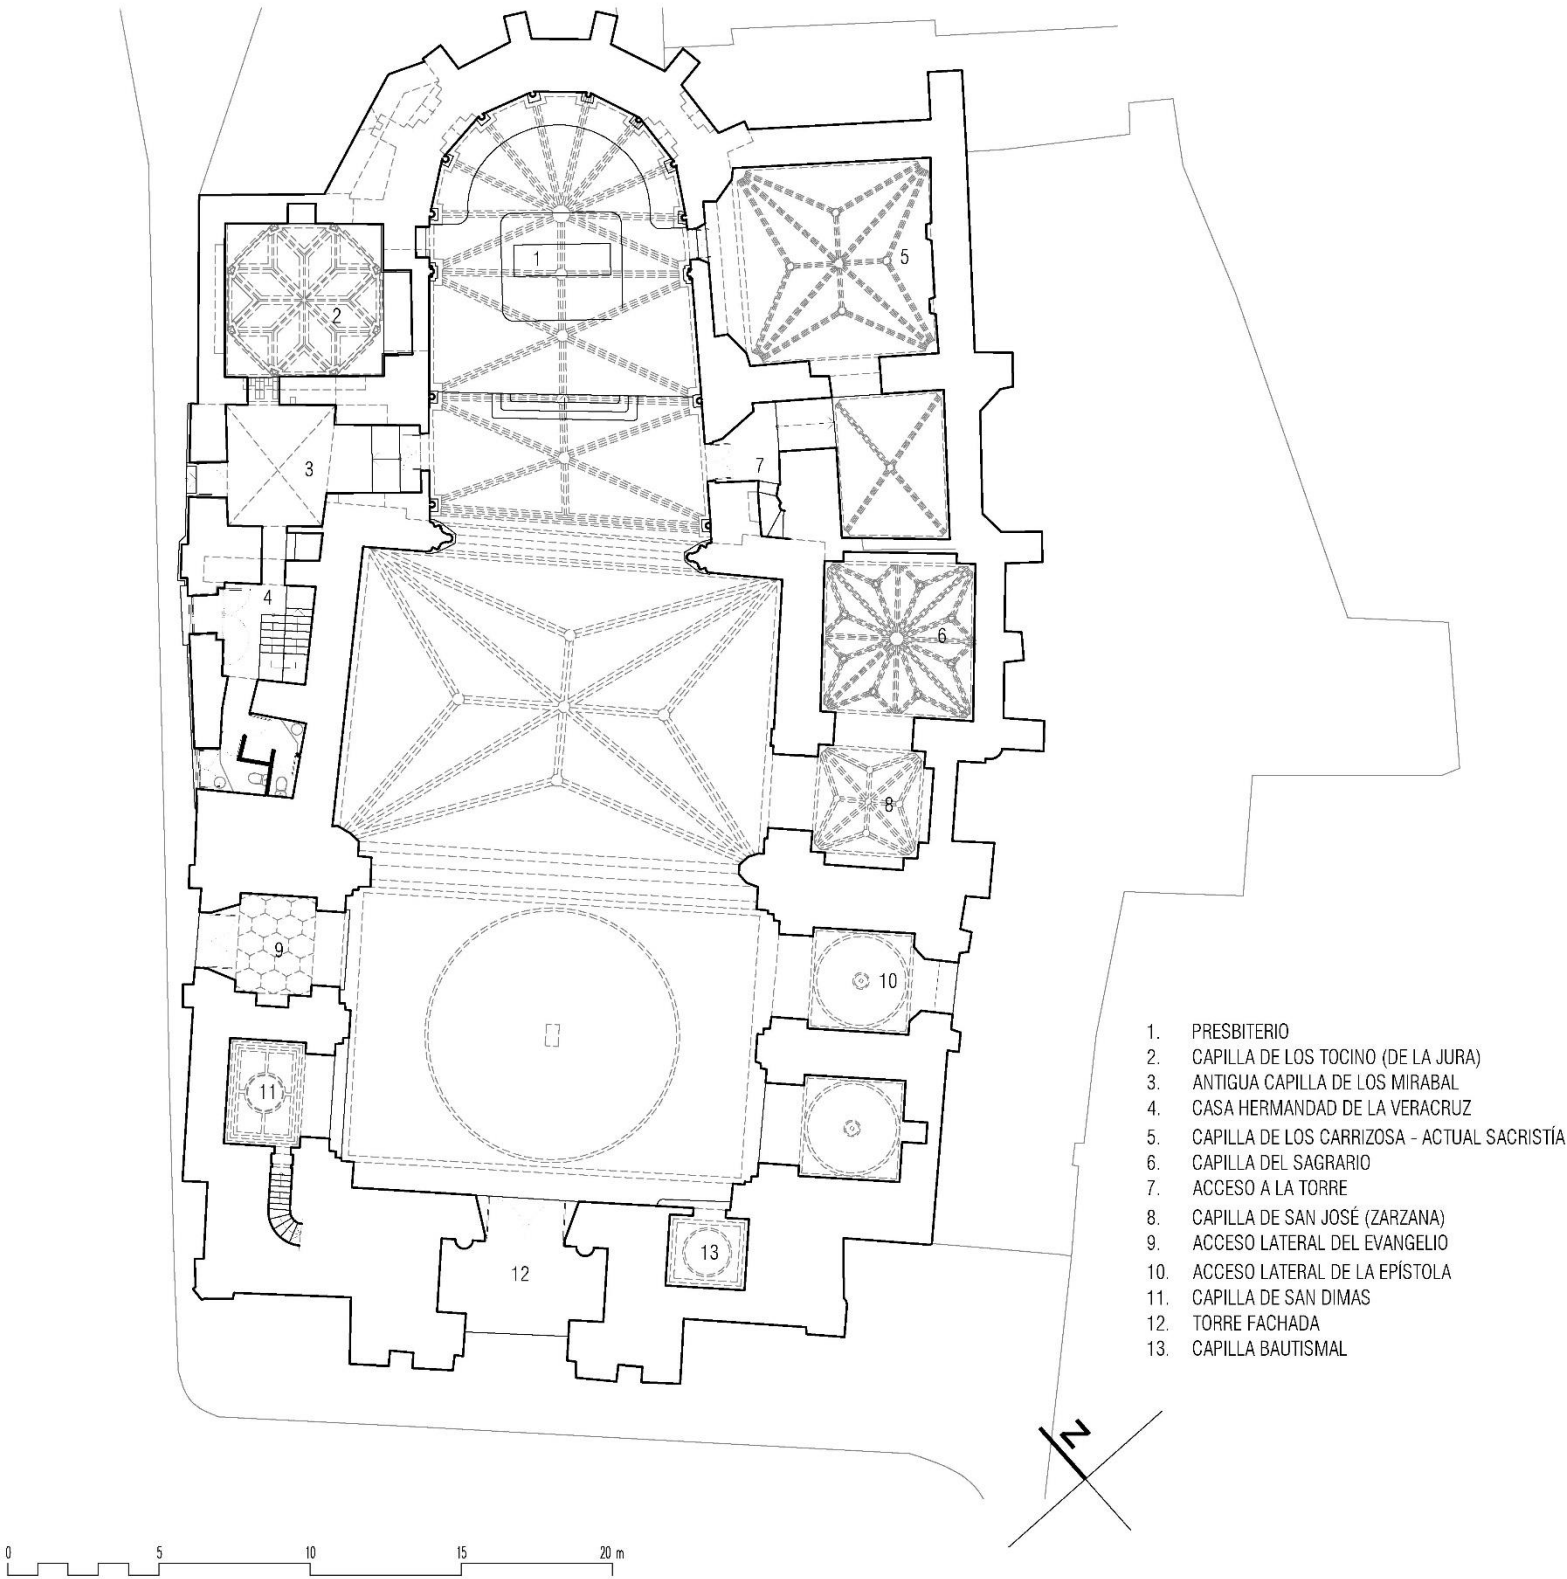 1
2
3
4
5
6
7
8
9
10
11
12
13
1. PRESBITERIO
2. CAPILLA DE LOS TOCINO (DE LA JURA)
3. ANTIGUA CAPILLA DE LOS MIRABAL
4. CASA HERMANDAD DE LA VERACRUZ
5. CAPILLA DE LOS CARRIZOSA - ACTUAL SACRISTÍA
6. CAPILLA DEL SAGRARIO
7. ACCESO A LA TORRE
8. CAPILLA DE SAN JOSÉ (ZARZANA)
9. ACCESO LATERAL DEL EVANGELIO
10. ACCESO LATERAL DE LA EPÍSTOLA
11. CAPILLA DE SAN DIMAS
12. TORRE FACHADA
13. CAPILLA BAUTISMAL
N
0 5 10 15 20 m